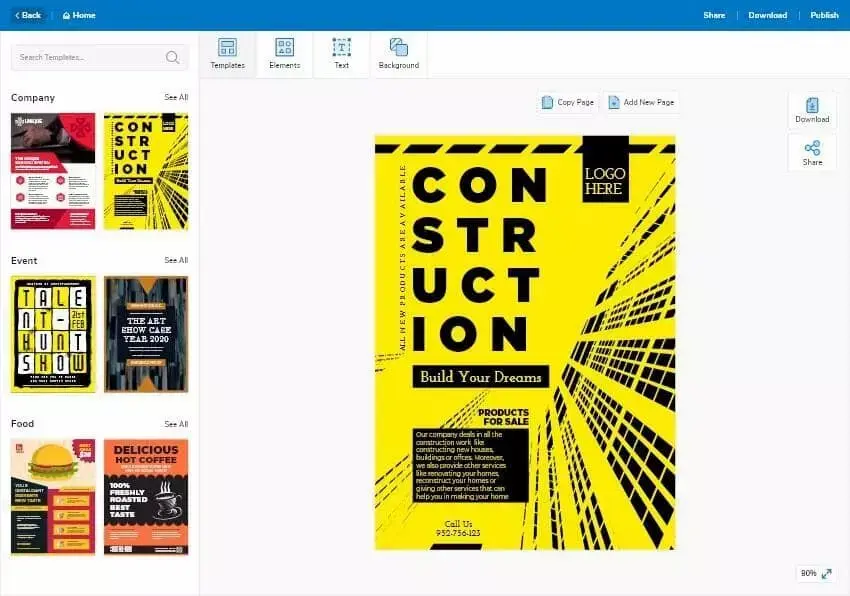 Back
Home
Share
Download
Publish
Search Templates...
Templates
Elements
Text
Background
Company
See All
CON
STR
UCT
ION
Build Your Dreams
Event
See All
TALE
NT-
21st
FEB
HUNT
SHOW
THE ART
SHOW CASE
YEAR 2020
Food
See All
DELICIOUS
HOT COFFEE
100%
FRESHLY
ROASTED
BEST
TASTE
Copy Page
Add New Page
Download
Share
ALL NEW PRODUCTS ARE AVAILABLE
CON
STR
UCT
ION
LOGO
HERE
Build Your Dreams
PRODUCTS
FOR SALE
Our company deals in all the
construction work like
constructing new houses,
buildings or offces. Moreover,
we also provide other services
like renovating your homes,
reconstruct your homes or
giving other services that can
help you in making your home
Call Us
952-756-123
80%